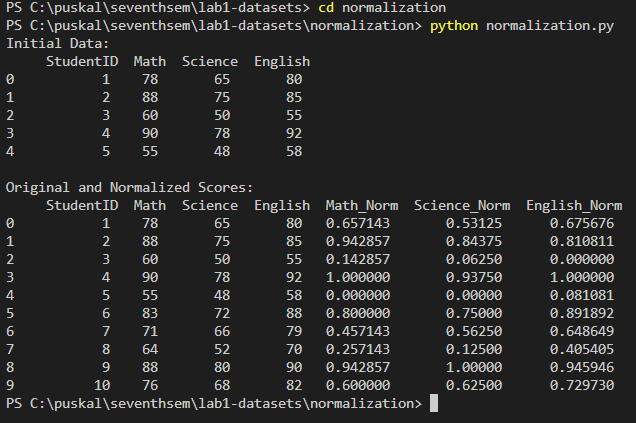 PS C:\puskal\seventhsem\lab1-datasets> cd normalization
PS C:\puskal\seventhsem\lab1-datasets\normalization> python normalization.py
Initial Data:
   StudentID  Math  Science  English
0          1    78       65       80
1          2    88       75       85
2          3    60       50       55
3          4    90       78       92
4          5    55       48       58

Original and Normalized Scores:
   StudentID  Math  Science  English  Math_Norm  Science_Norm  English_Norm
0          1    78       65       80   0.657143       0.53125      0.675676
1          2    88       75       85   0.942857       0.84375      0.810811
2          3    60       50       55   0.142857       0.06250      0.000000
3          4    90       78       92   1.000000       0.93750      1.000000
4          5    55       48       58   0.000000       0.00000      0.081081
5          6    83       72       88   0.800000       0.75000      0.891892
6          7    71       66       79   0.457143       0.56250      0.648649
7          8    64       52       70   0.257143       0.12500      0.405405
8          9    88       80       90   0.942857       1.00000      0.945946
9         10    76       68       82   0.600000       0.62500      0.729730
PS C:\puskal\seventhsem\lab1-datasets\normalization>